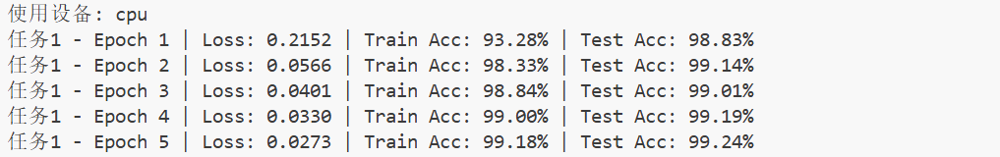 使用设备: cpu
任务1 - Epoch 1 | Loss: 0.2152 | Train Acc: 93.28% | Test Acc: 98.83%
任务1 - Epoch 2 | Loss: 0.0566 | Train Acc: 98.33% | Test Acc: 99.14%
任务1 - Epoch 3 | Loss: 0.0401 | Train Acc: 98.84% | Test Acc: 99.01%
任务1 - Epoch 4 | Loss: 0.0330 | Train Acc: 99.00% | Test Acc: 99.19%
任务1 - Epoch 5 | Loss: 0.0273 | Train Acc: 99.18% | Test Acc: 99.24%